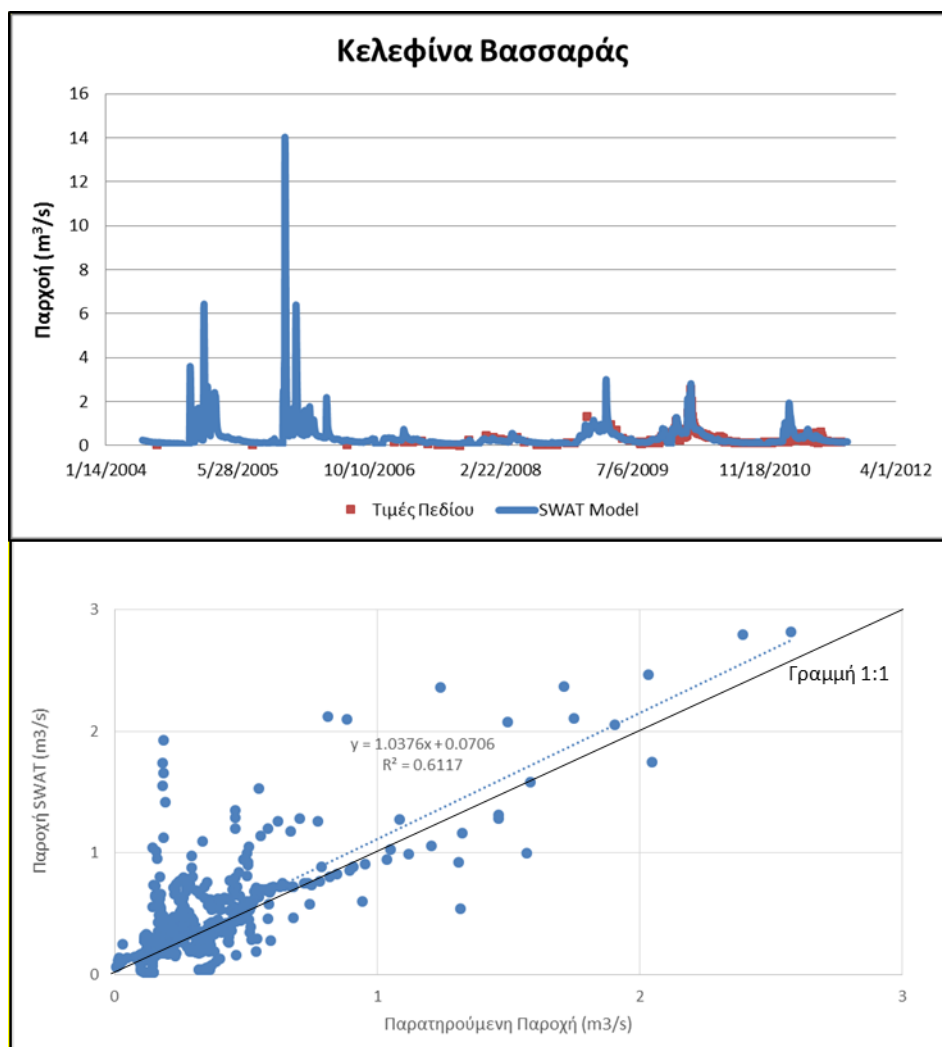 Κελεφίνα Βασσαράς
Παρχοή (m³/s)
16
14
12
10
8
6
4
2
0
1/14/2004 5/28/2005 10/10/2006 2/22/2008 7/6/2009 11/18/2010 4/1/2012
Τιμές Πεδίου SWAT Model
Παροχή SWAT (m3/s)
3
Γραμμή 1:1
2
y = 1.0376x + 0.0706
R² = 0.6117
1
0
0 1 2 3
Παρατηρούμενη Παροχή (m3/s)